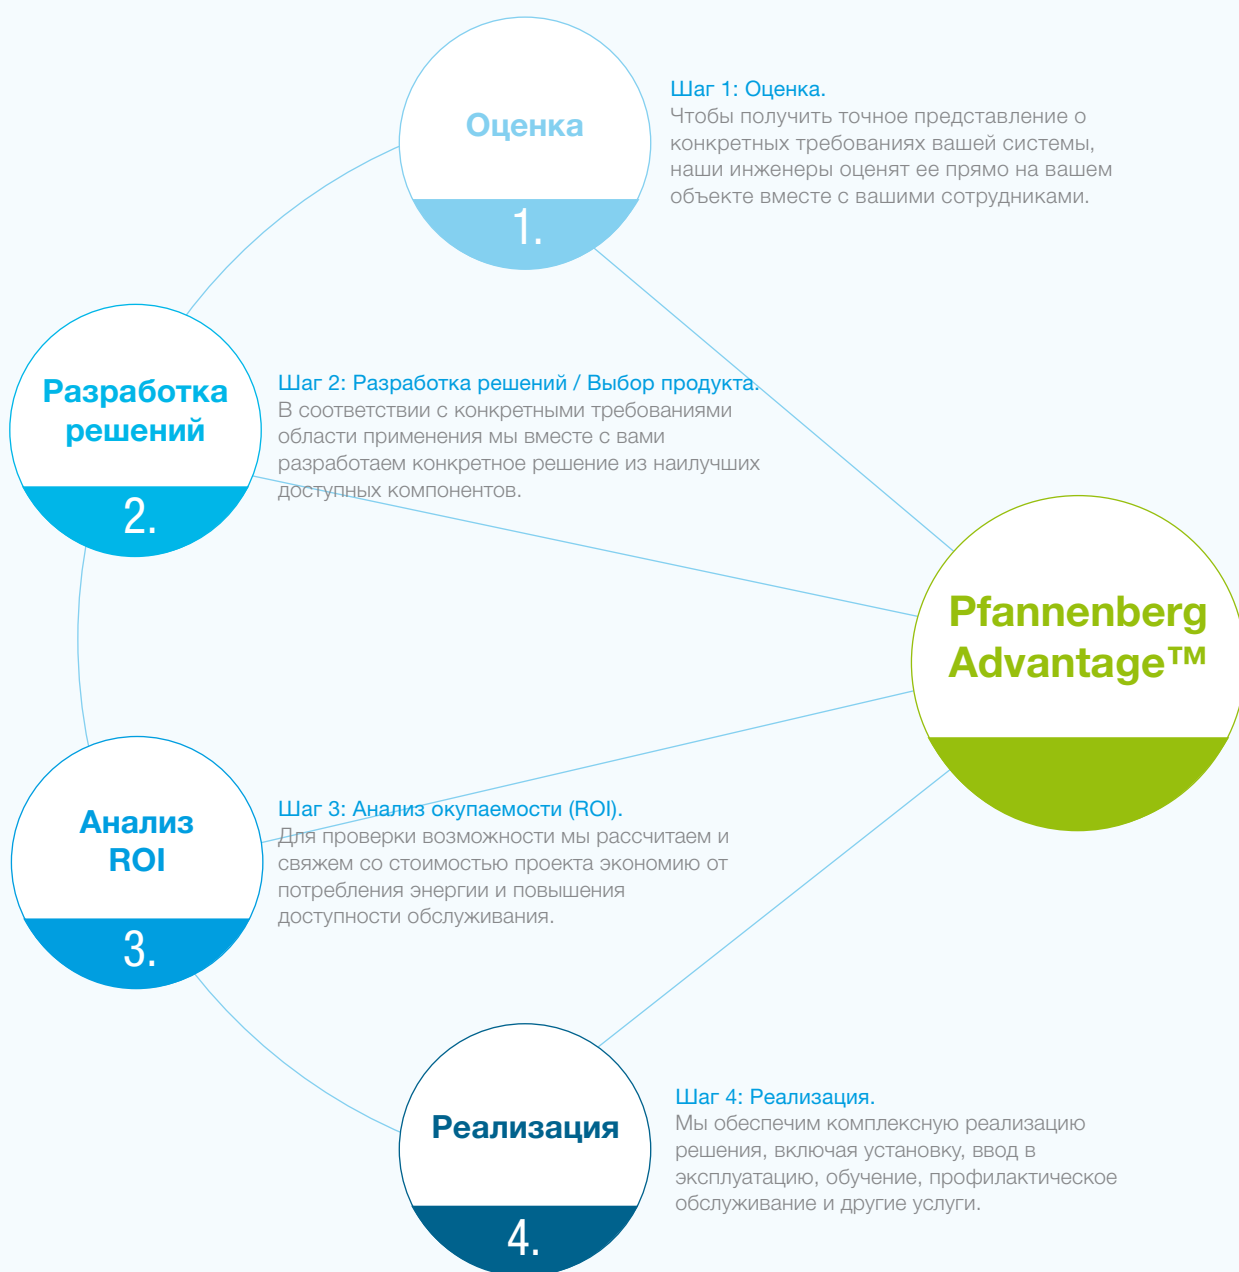 Оценка
1.
Шаг 1: Оценка.
Чтобы получить точное представление о
конкретных требованиях вашей системы,
наши инженеры оценят ее прямо на вашем
объекте вместе с вашими сотрудниками.
Разработка
решений
2.
Шаг 2: Разработка решений / Выбор продукта.
В соответствии с конкретными требованиями
области применения мы вместе с вами
разработаем конкретное решение из наилучших
доступных компонентов.
Pfannenberg
Advantage™
Анализ
ROI
3.
Шаг 3: Анализ окупаемости (ROI).
Для проверки возможности мы рассчитаем и
свяжем со стоимостью проекта экономию от
потребления энергии и повышения
доступности обслуживания.
Реализация
4.
Шаг 4: Реализация.
Мы обеспечим комплексную реализацию
решения, включая установку, ввод в
эксплуатацию, обучение, профилактическое
обслуживание и другие услуги.